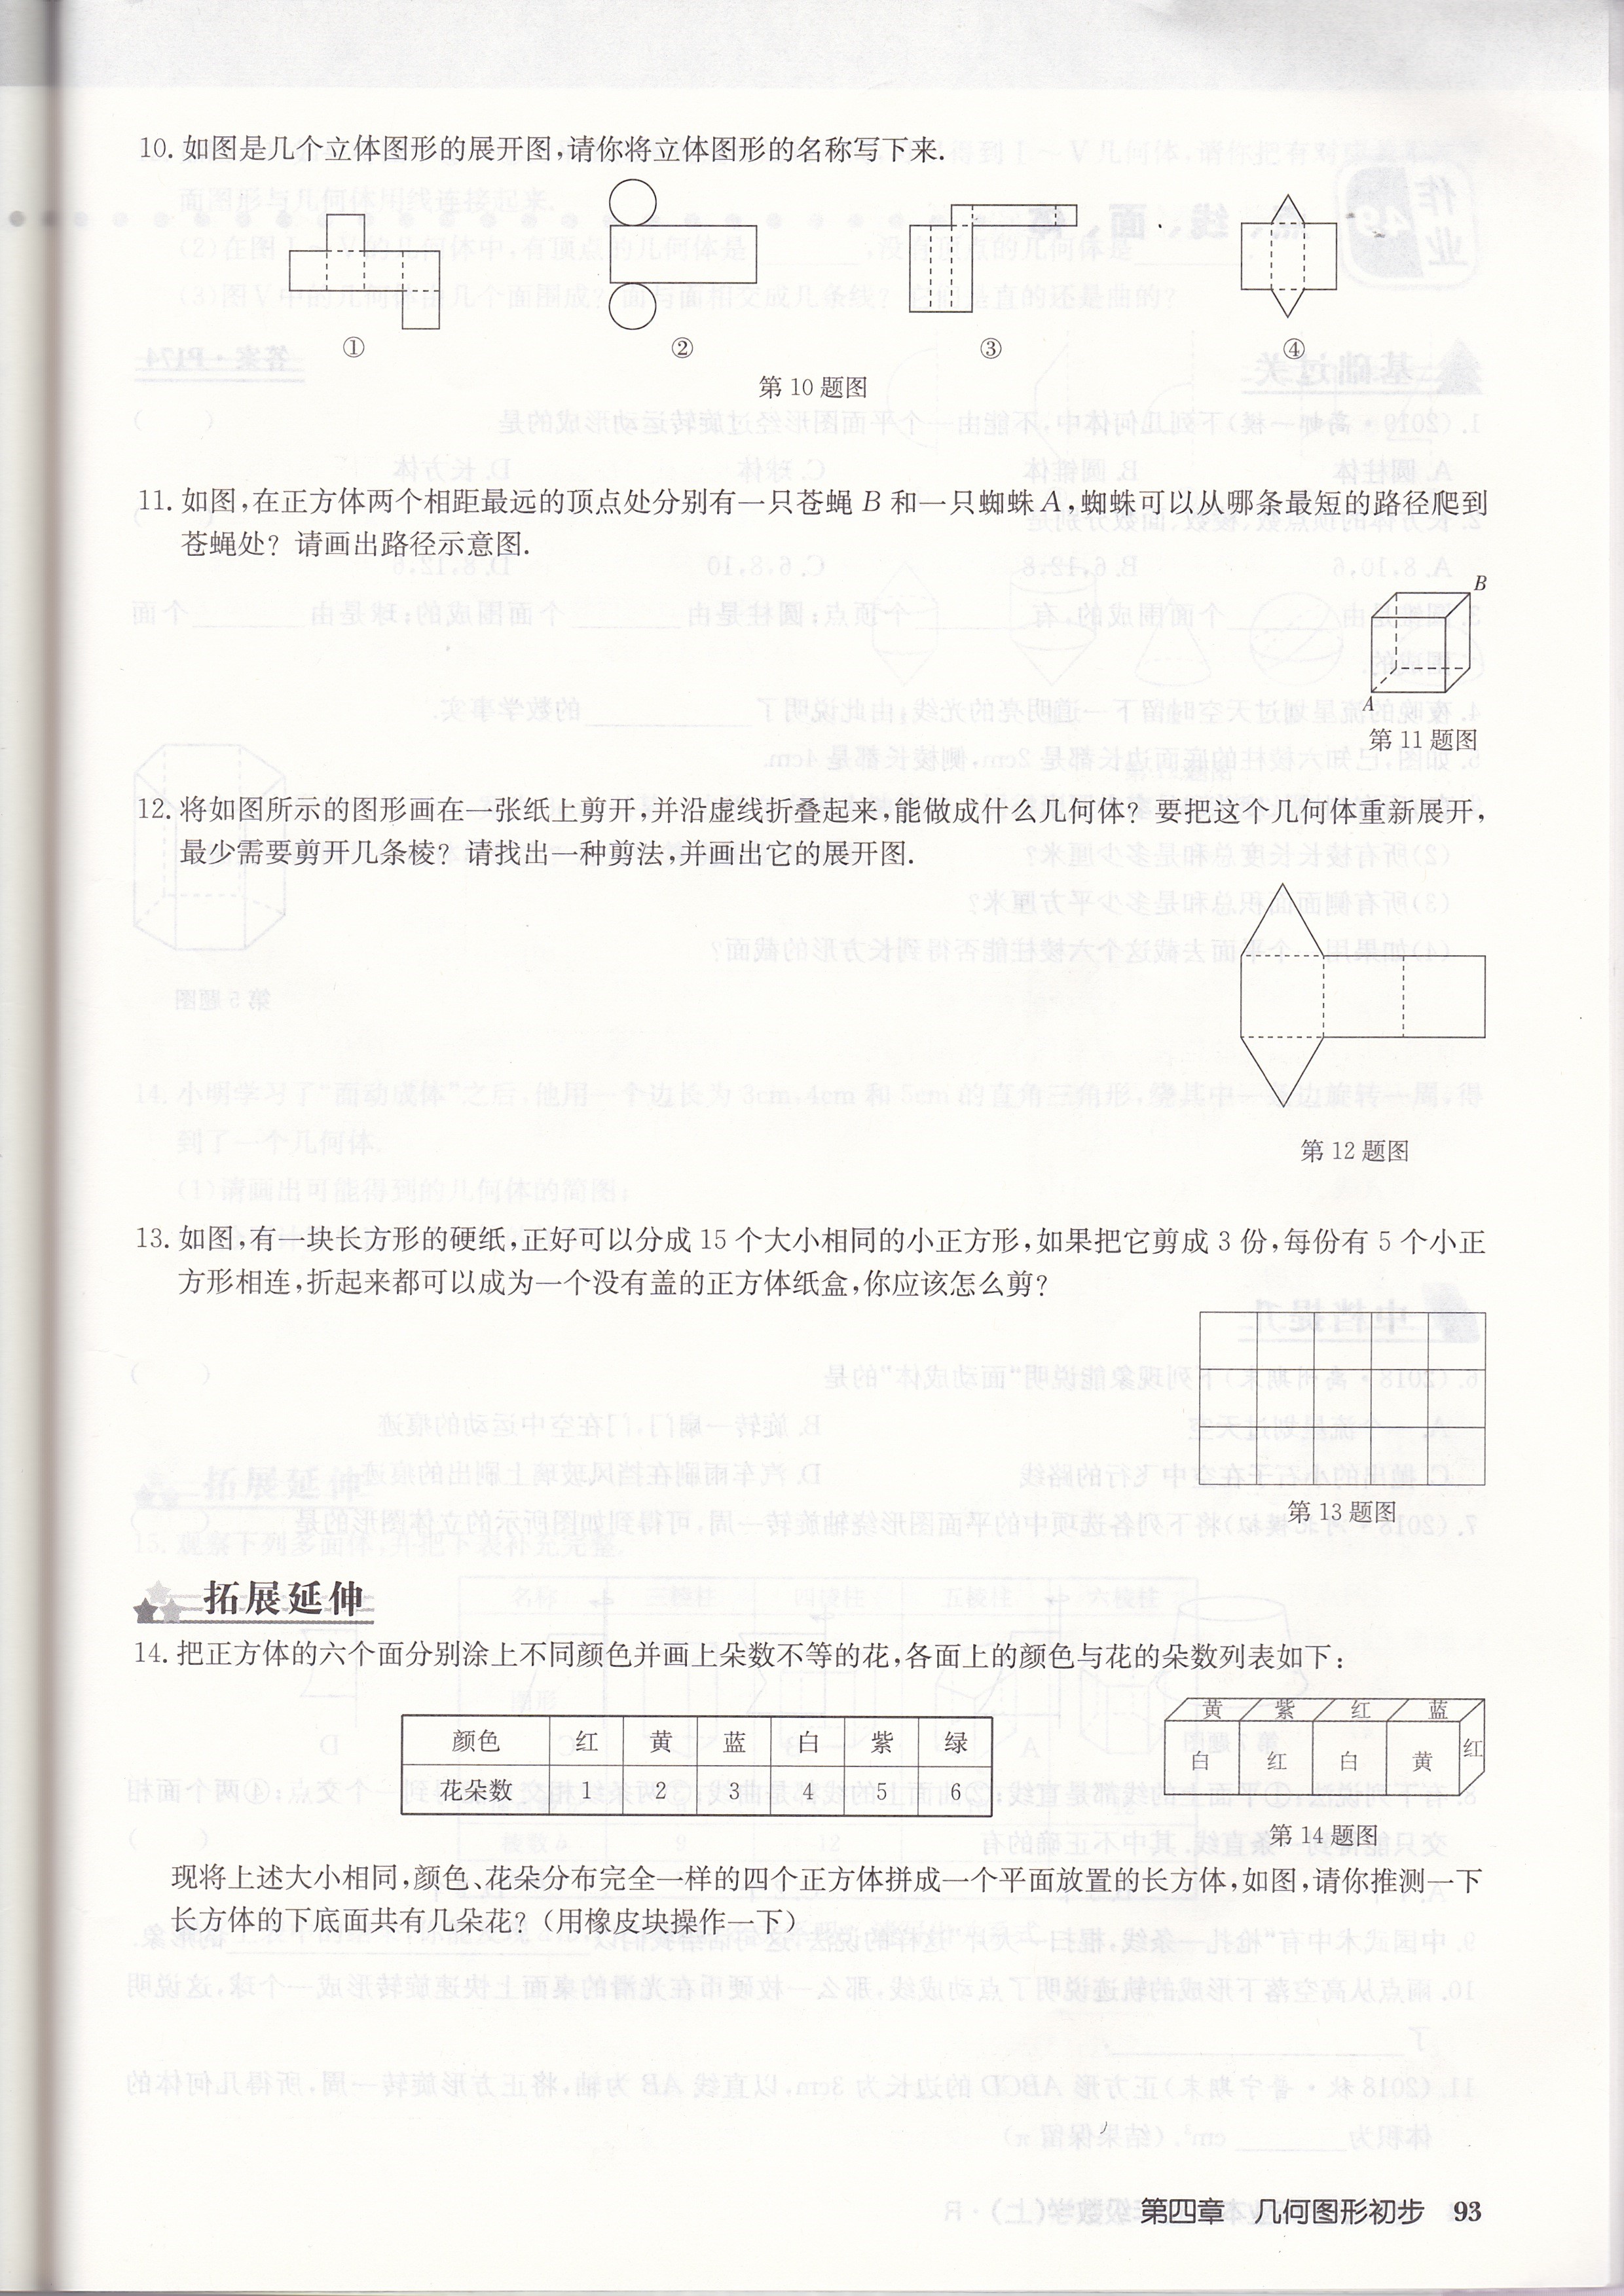 10. 如图是几个立体图形的展开图,请你将立体图形的名称写下来.
① ② ③ ④
第 10 题图
11. 如图,在正方体两个相距最远的顶点处分别有一只苍蝇 B 和一只蜘蛛 A,蜘蛛可以从哪条最短的路径爬到
苍蝇处？请画出路径示意图.
B
A
第 11 题图
12. 将如图所示的图形画在一张纸上剪开,并沿虚线折叠起来,能做成什么几何体？要把这个几何体重新展开,
最少需要剪开几条棱？请找出一种剪法,并画出它的展开图.
第 12 题图
13. 如图,有一块长方形的硬纸,正好可以分成 15 个大小相同的小正方形,如果把它剪成 3 份,每份有 5 个小正
方形相连,折起来都可以成为一个没有盖的正方体纸盒,你应该怎么剪？
第 13 题图
拓展延伸
14. 把正方体的六个面分别涂上不同颜色并画上朵数不等的花,各面上的颜色与花的朵数列表如下:
颜色 红 黄 蓝 白 紫 绿
花朵数 1 2 3 4 5 6
黄 紫 红 蓝
白 红 白 黄 红
第 14 题图
现将上述大小相同,颜色、花朵分布完全一样的四个正方体拼成一个平面放置的长方体,如图,请你推测一下
长方体的下底面共有几朵花？(用橡皮块操作一下)
第四章 几何图形初步 93